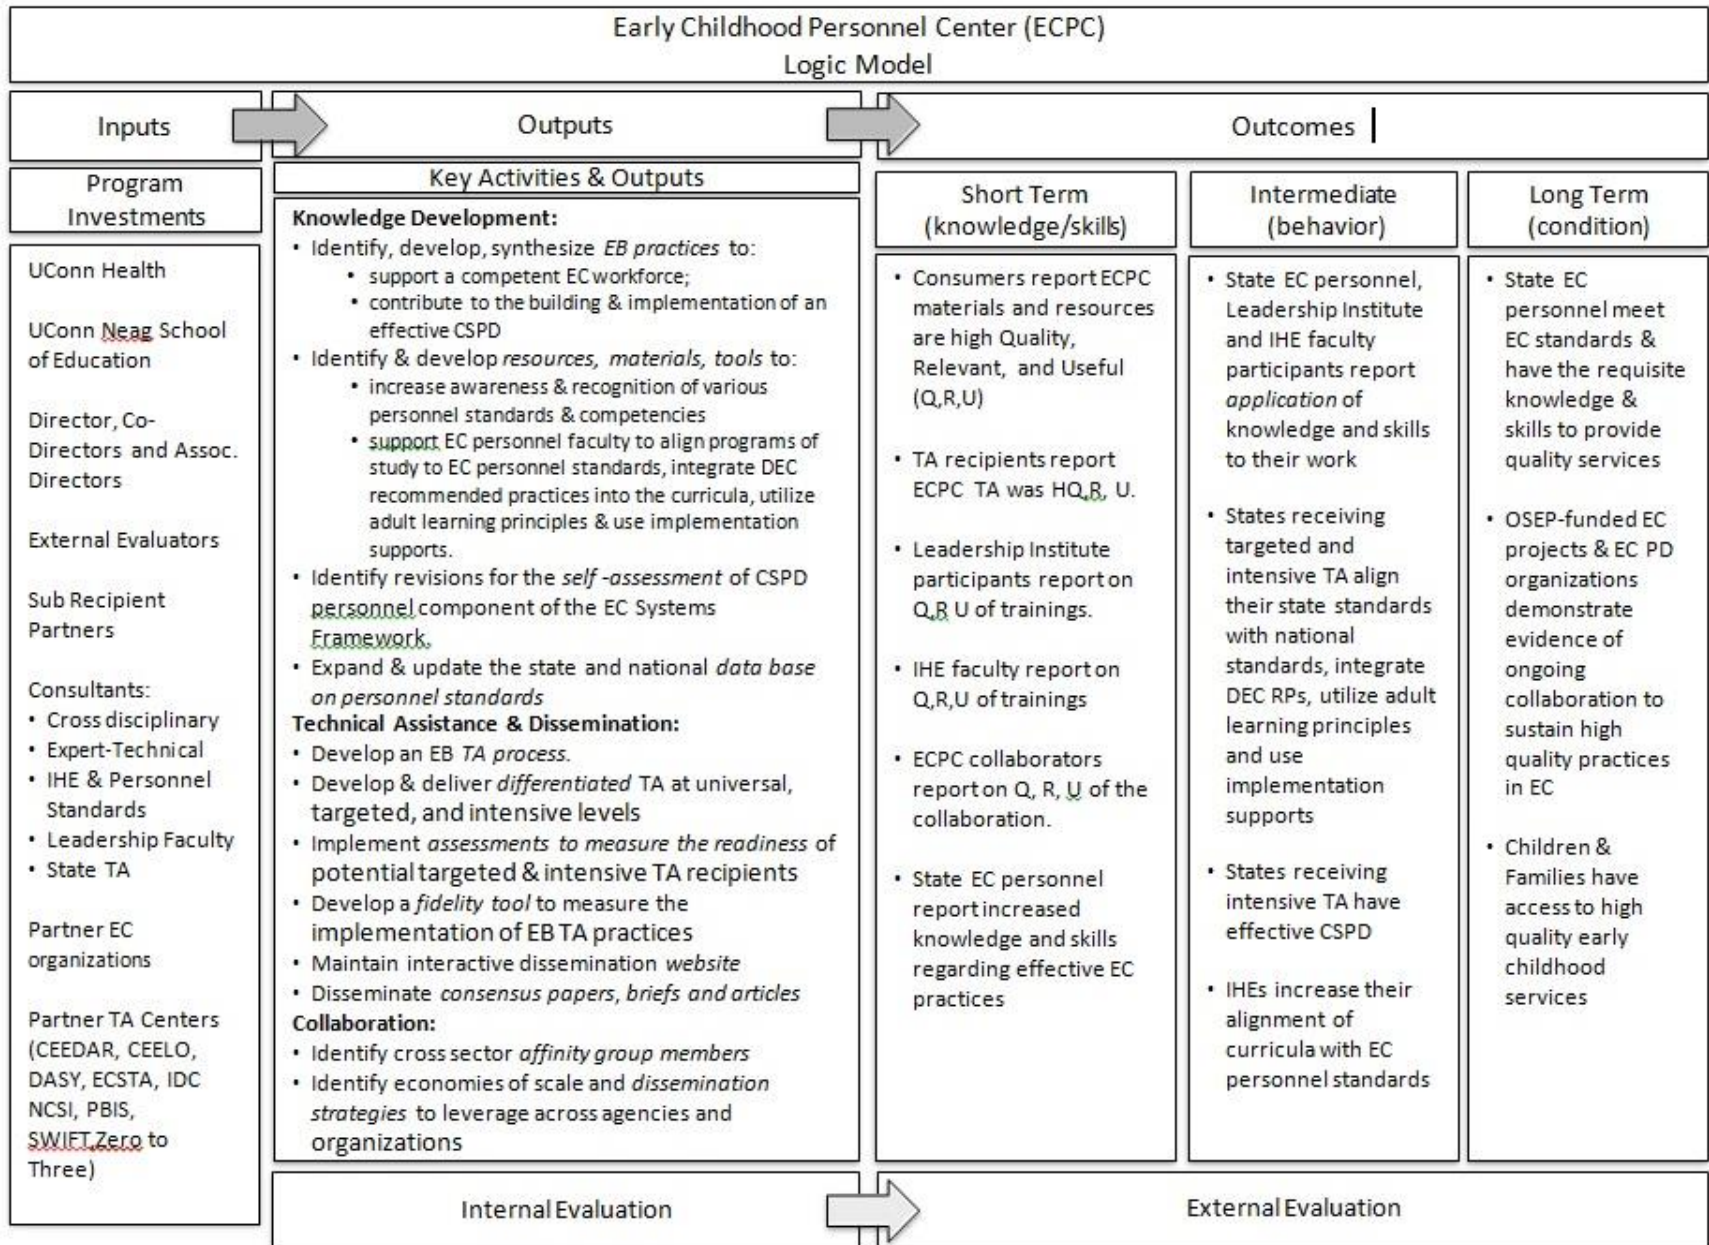 Early Childhood Personnel Center (ECPC)
Logic Model
Inputs
Outputs
Outcomes
Program
Investments
UConn Health
UConn Neag School
of Education
Director, Co-
Directors and Assoc.
Directors
External Evaluators
Sub Recipient
Partners
Consultants:
• Cross disciplinary
• Expert-Technical
• IHE & Personnel
Standards
• Leadership Faculty
• State TA
Partner EC
organizations
Partner TA Centers
(CEEDAR, CEELO,
DASY, ECSTA, IDC
NCSI, PBIS,
SWIFT,Zero to
Three)
Key Activities & Outputs
Knowledge Development:
• Identify, develop, synthesize EB practices to:
• support a competent EC workforce;
• contribute to the building & implementation of an
effective CSPD
• Identify & develop resources, materials, tools to:
• increase awareness & recognition of various
personnel standards & competencies
• support EC personnel faculty to align programs of
study to EC personnel standards, integrate DEC
recommended practices into the curricula, utilize
adult learning principles & use implementation
supports.
• Identify revisions for the self -assessment of CSPD
personnel component of the EC Systems
Framework.
• Expand & update the state and national data base
on personnel standards
Technical Assistance & Dissemination:
• Develop an EB TA process.
• Develop & deliver differentiated TA at universal,
targeted, and intensive levels
• Implement assessments to measure the readiness of
potential targeted & intensive TA recipients
• Develop a fidelity tool to measure the
implementation of EB TA practices
• Maintain interactive dissemination website
• Disseminate consensus papers, briefs and articles
Collaboration:
• Identify cross sector affinity group members
• Identify economies of scale and dissemination
strategies to leverage across agencies and
organizations
Short Term
(knowledge/skills)
• Consumers report ECPC
materials and resources
are high Quality,
Relevant, and Useful
(Q,R,U)
• TA recipients report
ECPC TA was HQ,R, U.
• Leadership Institute
participants report on
Q,R U of trainings.
• IHE faculty report on
Q,R,U of trainings
• ECPC collaborators
report on Q, R, U of the
collaboration.
• State EC personnel
report increased
knowledge and skills
regarding effective EC
practices
Intermediate
(behavior)
• State EC personnel,
Leadership Institute
and IHE faculty
participants report
application of
knowledge and skills
to their work
• States receiving
targeted and
intensive TA align
their state standards
with national
standards, integrate
DEC RPs, utilize adult
learning principles
and use
implementation
supports
• States receiving
intensive TA have
effective CSPD
• IHEs increase their
alignment of
curricula with EC
personnel standards
Long Term
(condition)
• State EC
personnel meet
EC standards &
have the requisite
knowledge &
skills to provide
quality services
• OSEP-funded EC
projects & EC PD
organizations
demonstrate
evidence of
ongoing
collaboration to
sustain high
quality practices
in EC
• Children &
Families have
access to high
quality early
childhood
services
Internal Evaluation
External Evaluation